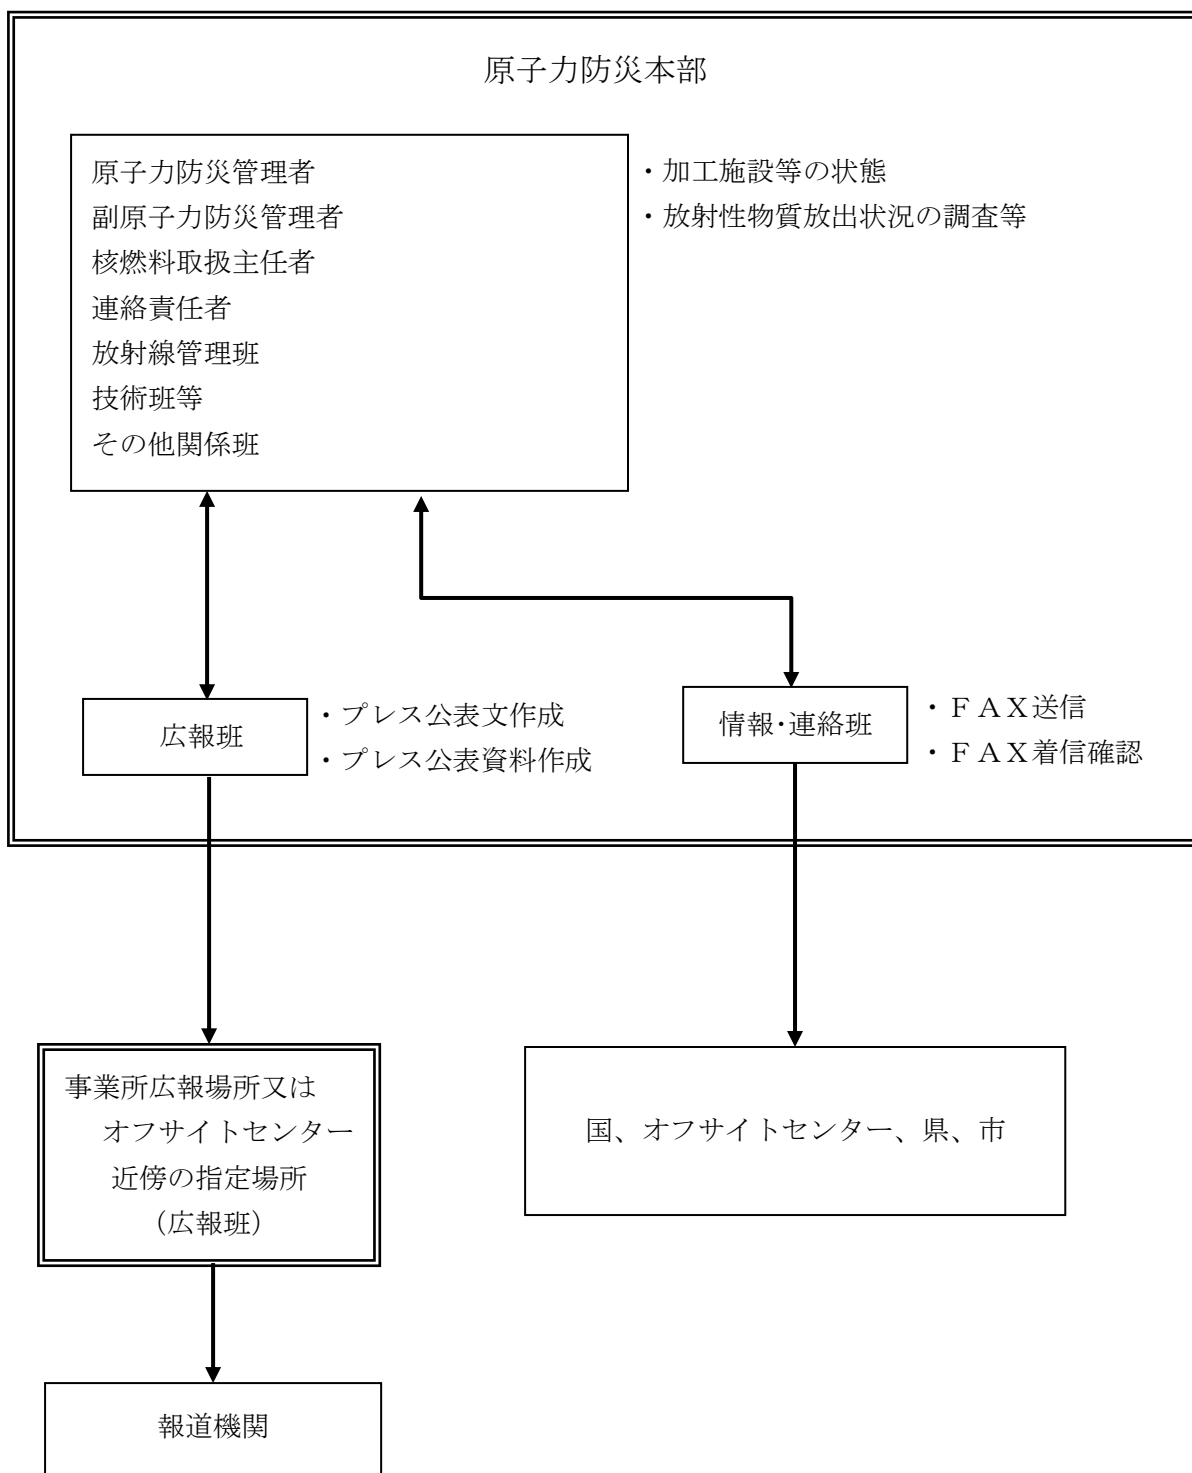 原子力防災本部
原子力防災管理者
副原子力防災管理者
核燃料取扱主任者
連絡責任者
放射線管理班
技術班等
その他関係班
・加工施設等の状態
・放射性物質放出状況の調査等
広報班
・プレス公表文作成
・プレス公表資料作成
情報･連絡班
・ＦＡＸ送信
・ＦＡＸ着信確認
事業所広報場所又は
オフサイトセンター
近傍の指定場所
（広報班）
国、オフサイトセンター、県、市
報道機関